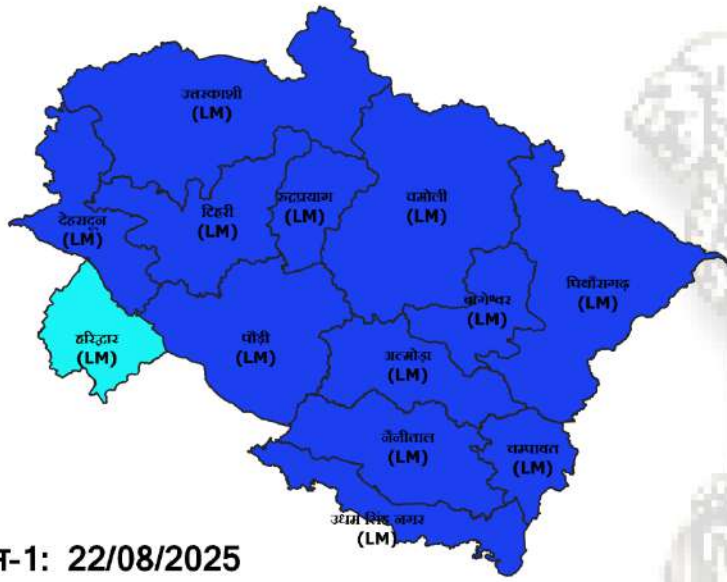 उत्तरकाशी
(LM)
देहरादून
(LM)
टिहरी
(LM)
रुद्रप्रयाग
(LM)
चमोली
(LM)
पिथौरागढ़
(LM)
बागेश्वर
(LM)
हरिद्वार
(LM)
पौड़ी
(LM)
अल्मोड़ा
(LM)
नैनीताल
(LM)
चम्पावत
(LM)
उधम सिंह नगर
(LM)
-1: 22/08/2025